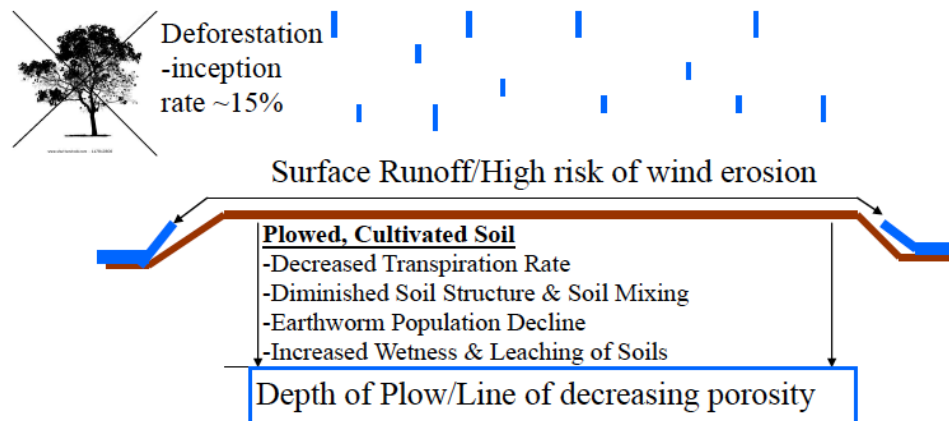 Deforestation
-inception
rate ~15%
Surface Runoff/High risk of wind erosion
Plowed, Cultivated Soil
-Decreased Transpiration Rate
-Diminished Soil Structure & Soil Mixing
-Earthworm Population Decline
-Increased Wetness & Leaching of Soils
Depth of Plow/Line of decreasing porosity